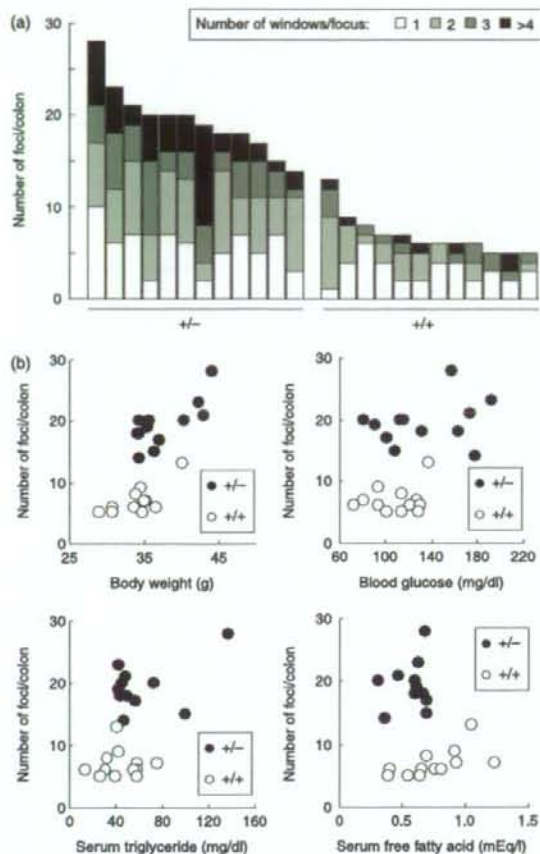 (a)
Number of windows/focus: 1 2 3 >4
Number of foci/colon
30
20
10
0
+/– +/+
(b)
Number of foci/colon
30
20
10
0
25 35 45
Body weight (g)
+/–
+/+
Number of foci/colon
30
20
10
0
60 100 140 180 220
Blood glucose (mg/dl)
+/–
+/+
Number of foci/colon
30
20
10
0
0 40 80 120 160
Serum triglyceride (mg/dl)
+/–
+/+
Number of foci/colon
30
20
10
0
0 0.5 1.0 1.5
Serum free fatty acid (mEq/l)
+/–
+/+